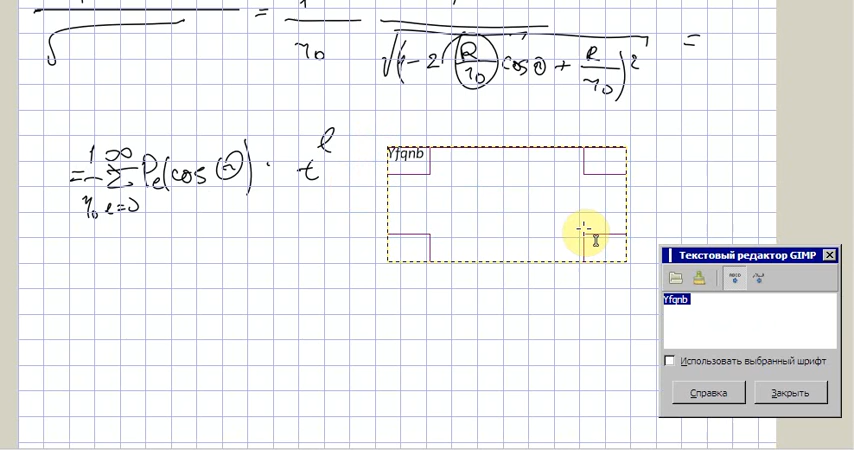 = 1/r₀ · 1/√(1 - 2 R/r₀ cos θ + R/r₀)² =
= 1/r₀ ∑ l=0 ∞ Pₑ(cos θ) · t^l
Yfqnb
Текстовый редактор GIMP
Yfqnb
Использовать выбранный шрифт
Справка
Закрыть